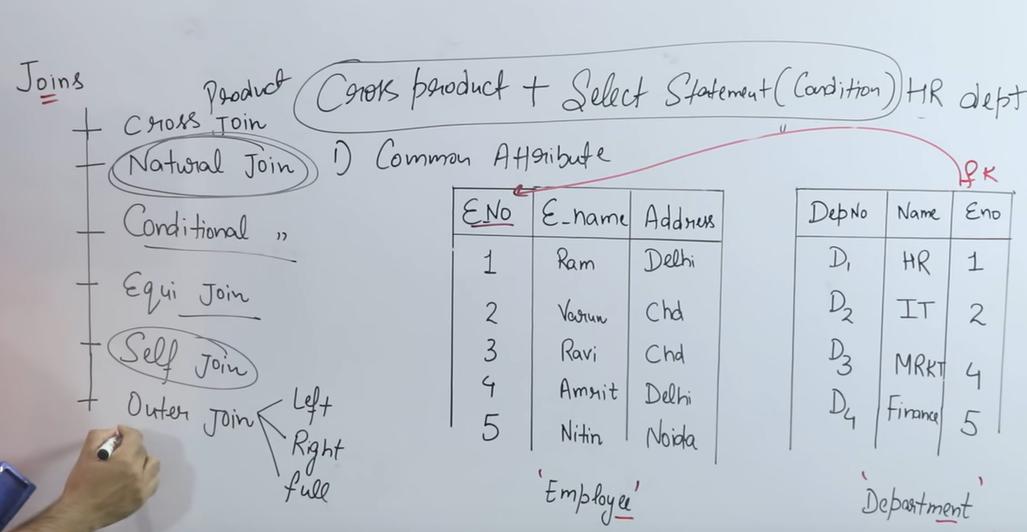 Joins
Cross product + Select Statement (Condition) HR dept
Product
Cross Join
Natural Join
Conditional "
Equi Join
Self Join
Outer Join
Left
Right
full
1) Common Attribute
fk
E_No E_name Address
1 Ram Delhi
2 Varun Chd
3 Ravi Chd
4 Amrit Delhi
5 Nitin Noida
'Employee'
DepNo Name Eno
D1 HR 1
D2 IT 2
D3 MRKT 4
D4 Finance 5
'Department'